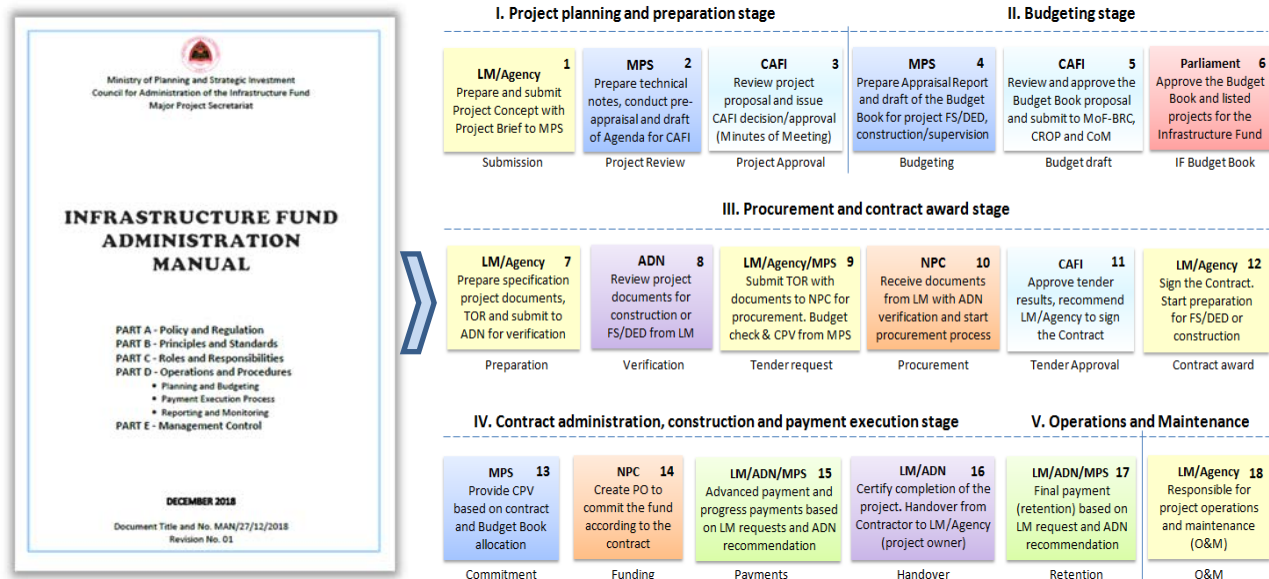 Ministry of Planning and Strategic Investment
Council for Administration of the Infrastructure Fund
Major Project Secretariat
INFRASTRUCTURE FUND
ADMINISTRATION
MANUAL
PART A - Policy and Regulation
PART B - Principles and Standards
PART C - Roles and Responsibilities
PART D - Operations and Procedures
• Planning and Budgeting
• Payment Execution Process
• Reporting and Monitoring
PART E - Management Control
DECEMBER 2018
Document Title and No. MAN/27/12/2018
Revision No. 01
I. Project planning and preparation stage
LM/Agency 1
Prepare and submit
Project Concept with
Project Brief to MPS
Submission
MPS 2
Prepare technical
notes, conduct pre-
appraisal and draft
of Agenda for CAFI
Project Review
CAFI 3
Review project
proposal and issue
CAFI decision/approval
(Minutes of Meeting)
Project Approval
II. Budgeting stage
MPS 4
Prepare Appraisal Report
and draft of the Budget
Book for project FS/DED,
construction/supervision
Budgeting
CAFI 5
Review and approve the
Budget Book proposal
and submit to MoF-BRC,
CROP and CoM
Budget draft
Parliament 6
Approve the Budget
Book and listed
projects for the
Infrastructure Fund
IF Budget Book
III. Procurement and contract award stage
LM/Agency 7
Prepare specification
project documents,
TOR and submit to
ADN for verification
Preparation
ADN 8
Review project
documents for
construction or
FS/DED from LM
Verification
LM/Agency/MPS 9
Submit TOR with
documents to NPC for
procurement. Budget
check & CPV from MPS
Tender request
NPC 10
Receive documents
from LM with ADN
verification and start
procurement process
Procurement
CAFI 11
Approve tender
results, recommend
LM/Agency to sign
the Contract
Tender Approval
LM/Agency 12
Sign the Contract.
Start preparation
for FS/DED or
construction
Contract award
IV. Contract administration, construction and payment execution stage
MPS 13
Provide CPV
based on contract
and Budget Book
allocation
Commitment
NPC 14
Create PO to
commit the fund
according to the
contract
Funding
LM/ADN/MPS 15
Advanced payment and
progress payments based
on LM requests and ADN
recommendation
Payments
LM/ADN 16
Certify completion of the
project. Handover from
Contractor to LM/Agency
(project owner)
Handover
V. Operations and Maintenance
LM/ADN/MPS 17
Final payment
(retention) based on
LM request and ADN
recommendation
Retention
LM/Agency 18
Responsible for
project operations
and maintenance
(O&M)
O&M